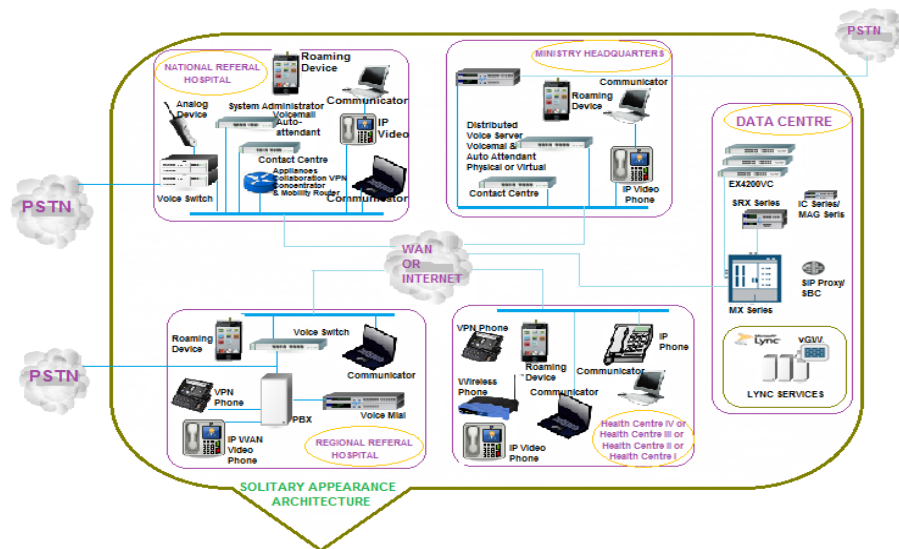 PSTN
NATIONAL REFERAL
HOSPITAL
Roaming
Device
Communicator
Analog
Device
System Administrator
Voicemail
Auto-
attendant
IP
Video
Contact Centre
Appliances
Collaboration VPN
Concentrator
& Mobility Router
Voice Switch
Communicator
PSTN
MINISTRY HEADQUARTERS
Communicator
Roaming
Device
Distributed
Voice Server
Voicemal &
Auto Attendant
Physical or Virtual
Contact Centre
IP Video
Phone
DATA CENTRE
EX4200VC
SRX Series
IC Series/
MAG Seris
MX Series
SIP Proxy/
SBC
Microsoft
Lync
vGW
LYNC SERVICES
WAN
OR
INTERNET
PSTN
Roaming
Device
Voice Switch
Communicator
VPN
Phone
PBX
Voice Mial
IP WAN
Video
Phone
REGIONAL REFERAL
HOSPITAL
VPN Phone
Roaming
Device
IP
Phone
Communicator
Wireless
Phone
Communicator
IP Video
Phone
Health Centre IV or
Health Centre III or
Health Centre II or
Health Centre I
SOLITARY APPEARANCE
ARCHITECTURE